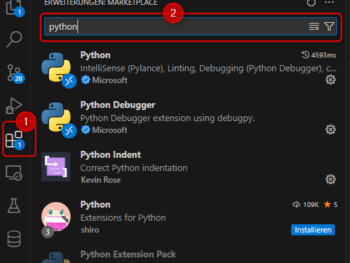 ERWEITERUNGEN: MARKETPLACE
2
python
Python
4593ms
IntelliSense (Pylance), Linting, Debugging (Python Debugger), c...
Microsoft
Python Debugger
Python Debugger extension using debugpy.
Microsoft
Python Indent
Correct Python indentation
Kevin Rose
Python
109K
5
Extensions for Python
shiro
Installieren
Python Extension Pack
1
20
1
1
3